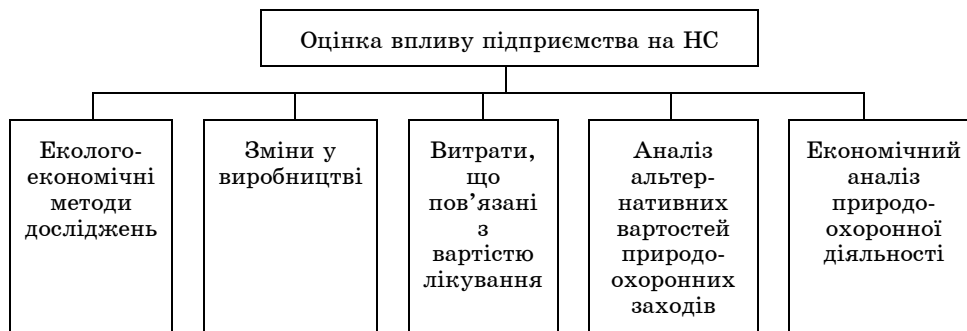 Оцінка впливу підприємства на НС
Еколого-
економічні
методи
досліджень
Зміни у
виробництві
Витрати,
що
пов’язані
з
вартістю
лікування
Аналіз
альтер-
нативних
вартостей
природо-
охоронних
заходів
Економічний
аналіз
природо-
охоронної
діяльності